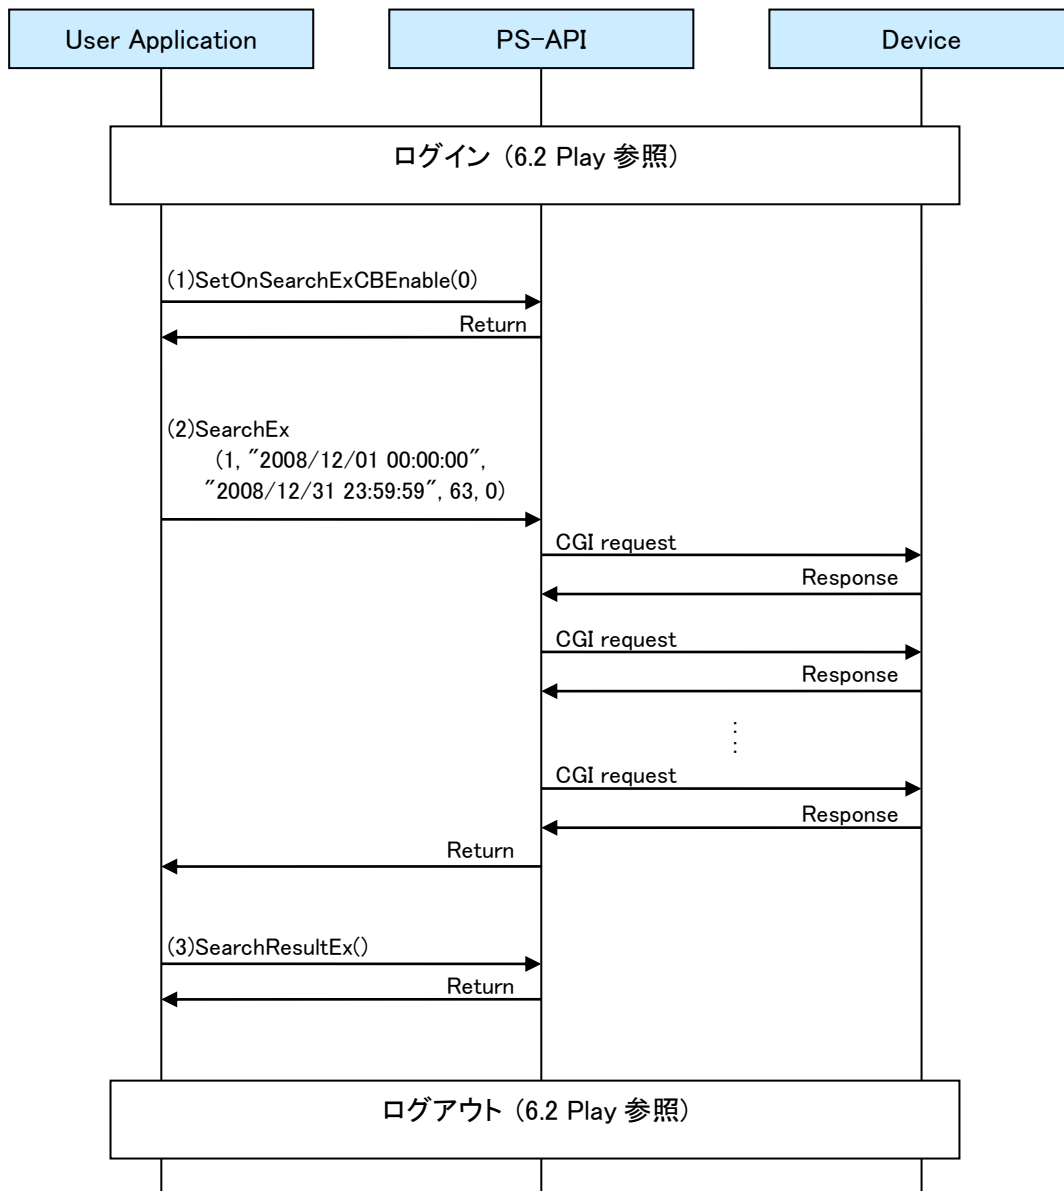 User Application
PS-API
Device
ログイン (6.2 Play 参照)
(1)SetOnSearchExCBEnable(0)
Return
(2)SearchEx
(1, "2008/12/01 00:00:00",
"2008/12/31 23:59:59", 63, 0)
CGI request
Response
CGI request
Response
CGI request
Response
Return
(3)SearchResultEx()
Return
ログアウト (6.2 Play 参照)